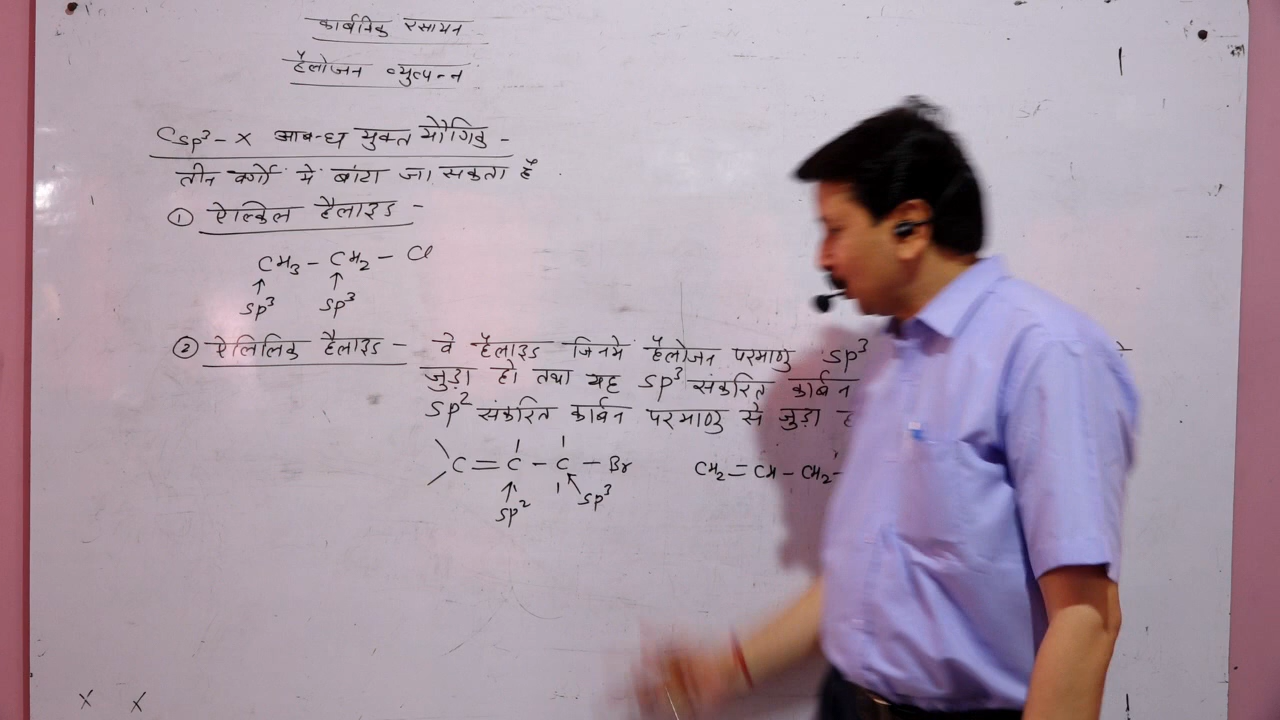 कार्बनिक रसायन
हैलोजन व्युत्पन्न
Csp³ - X आबन्ध युक्त यौगिक -
तीन वर्गो में बांटा जा सकता है
① ऐल्किल हैलाइड -
CH₃ - CH₂ - Cl
↑ ↑
sp³ sp³
② ऐलिलिक हैलाइड - वे हैलाइड जिनमे हैलोजन परमाणु sp³
जुड़ा हो तथा यह sp³ संकरित कार्बन
sp² संकरित कार्बन परमाणु से जुड़ा
C = C - C - Br CH₂ = CH - CH₂ -
↑ ↖
sp² sp³
x x